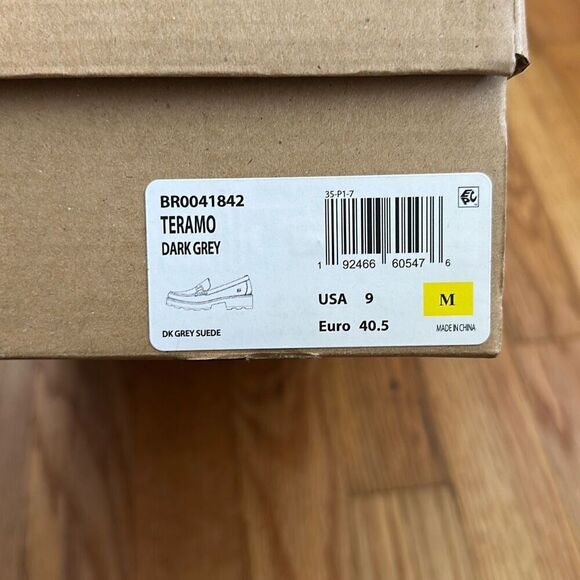 BR0041842
TERAMO
DARK GREY
DK GREY SUEDE
35-P1-7
1 92466 60547 6
USA 9
M
Euro 40.5
MADE IN CHINA